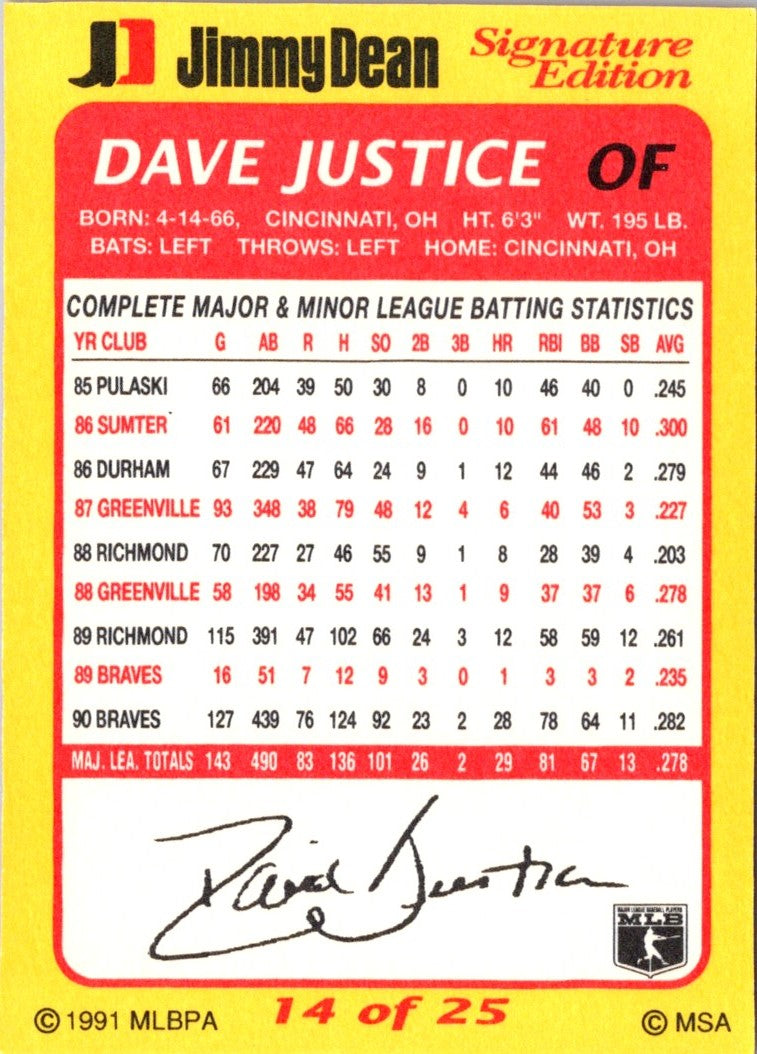 JD Jimmy Dean Signature Edition
DAVE JUSTICE OF
BORN: 4-14-66, CINCINNATI, OH HT. 6'3" WT. 195 LB.
BATS: LEFT THROWS: LEFT HOME: CINCINNATI, OH
COMPLETE MAJOR & MINOR LEAGUE BATTING STATISTICS
YR CLUB G AB R H SO 2B 3B HR RBI BB SB AVG
85 PULASKI 66 204 39 50 30 8 0 10 46 40 0 .245
86 SUMTER 61 220 48 66 28 16 0 10 61 48 10 .300
86 DURHAM 67 229 47 64 24 9 1 12 44 46 2 .279
87 GREENVILLE 93 348 38 79 48 12 4 6 40 53 3 .227
88 RICHMOND 70 227 27 46 55 9 1 8 28 39 4 .203
88 GREENVILLE 58 198 34 55 41 13 1 9 37 37 6 .278
89 RICHMOND 115 391 47 102 66 24 3 12 58 59 12 .261
89 BRAVES 16 51 7 12 9 3 0 1 3 3 2 .235
90 BRAVES 127 439 76 124 92 23 2 28 78 64 11 .282
MAJ. LEA. TOTALS 143 490 83 136 101 26 2 29 81 67 13 .278
David Justice
MAJOR LEAGUE BASEBALL PLAYERS
MLB
© 1991 MLBPA 14 of 25 © MSA